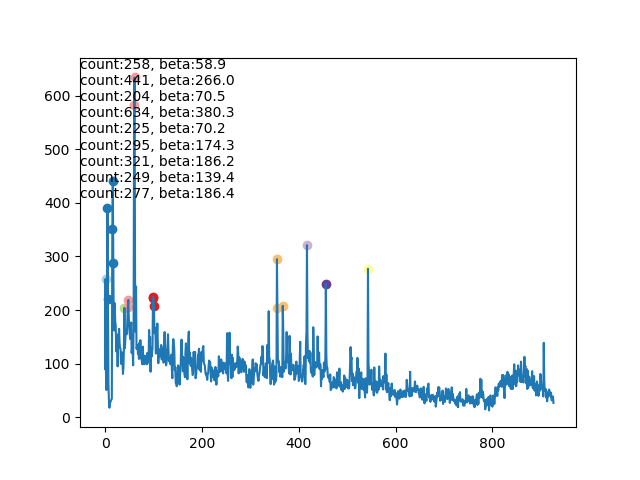 count:258, beta:58.9
count:441, beta:266.0
count:204, beta:70.5
count:634, beta:380.3
count:225, beta:70.2
count:295, beta:174.3
count:321, beta:186.2
count:249, beta:139.4
count:277, beta:186.4
600
500
400
300
200
100
0
0 200 400 600 800